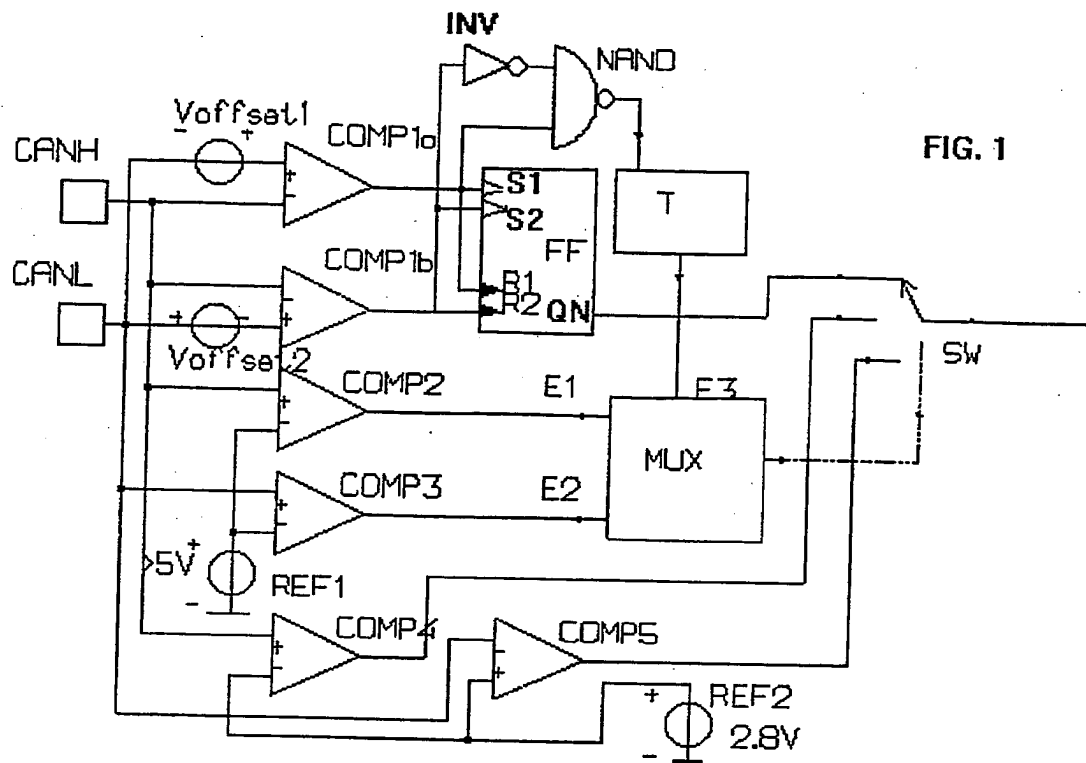 INV
NAND
Voffset1
- +
COMP1a
CANH
FIG. 1
+
-
S1
S2
T
FF
COMP1b
CANL
-
+
R1
R2
QN
+ -
Voffset2
SW
COMP2
E1
E3
+
-
MUX
COMP3
E2
+
-
>5V
+
-
REF1
COMP4
COMP5
+
-
-
+
+
-
REF2
2.8V